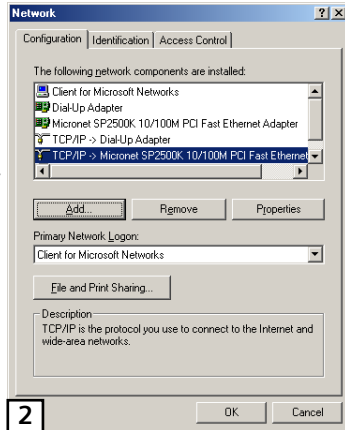 Network
Configuration Identification Access Control
The following network components are installed:
Client for Microsoft Networks
Dial-Up Adapter
Micronet SP2500K 10/100M PCI Fast Ethernet Adapter
TCP/IP -> Dial-Up Adapter
TCP/IP -> Micronet SP2500K 10/100M PCI Fast Ethernet
Add... Remove Properties
Primary Network Logon:
Client for Microsoft Networks
File and Print Sharing...
Description
TCP/IP is the protocol you use to connect to the Internet and
wide-area networks.
OK Cancel
2